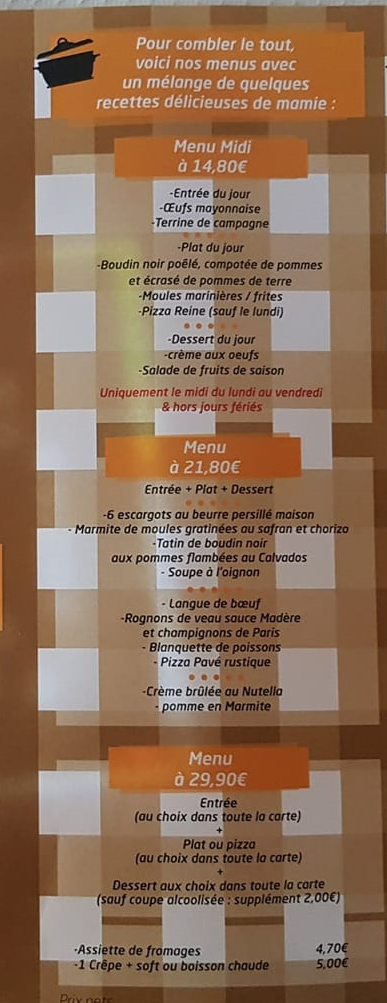 Pour combler le tout,
voici nos menus avec
un mélange de quelques
recettes délicieuses de mamie :
Menu Midi
à 14,80€
-Entrée du jour
-Œufs mayonnaise
-Terrine de campagne
-Plat du jour
-Boudin noir poêlé, compotée de pommes
et écrasé de pommes de terre
-Moules marinières / frites
-Pizza Reine (sauf le lundi)
-Dessert du jour
-crème aux oeufs
-Salade de fruits de saison
Uniquement le midi du lundi au vendredi
& hors jours fériés
Menu
à 21,80€
Entrée + Plat + Dessert
-6 escargots au beurre persillé maison
- Marmite de moules gratinées au safran et chorizo
-Tatin de boudin noir
aux pommes flambées au Calvados
- Soupe à l'oignon
- Langue de bœuf
-Rognons de veau sauce Madère
et champignons de Paris
- Blanquette de poissons
- Pizza Pavé rustique
-Crème brûlée au Nutella
- pomme en Marmite
Menu
à 29,90€
Entrée
(au choix dans toute la carte)
+
Plat ou pizza
(au choix dans toute la carte)
+
Dessert aux choix dans toute la carte
(sauf coupe alcoolisée : supplément 2,00€)
-Assiette de fromages 4,70€
-1 Crêpe + soft ou boisson chaude 5,00€
Prix nets